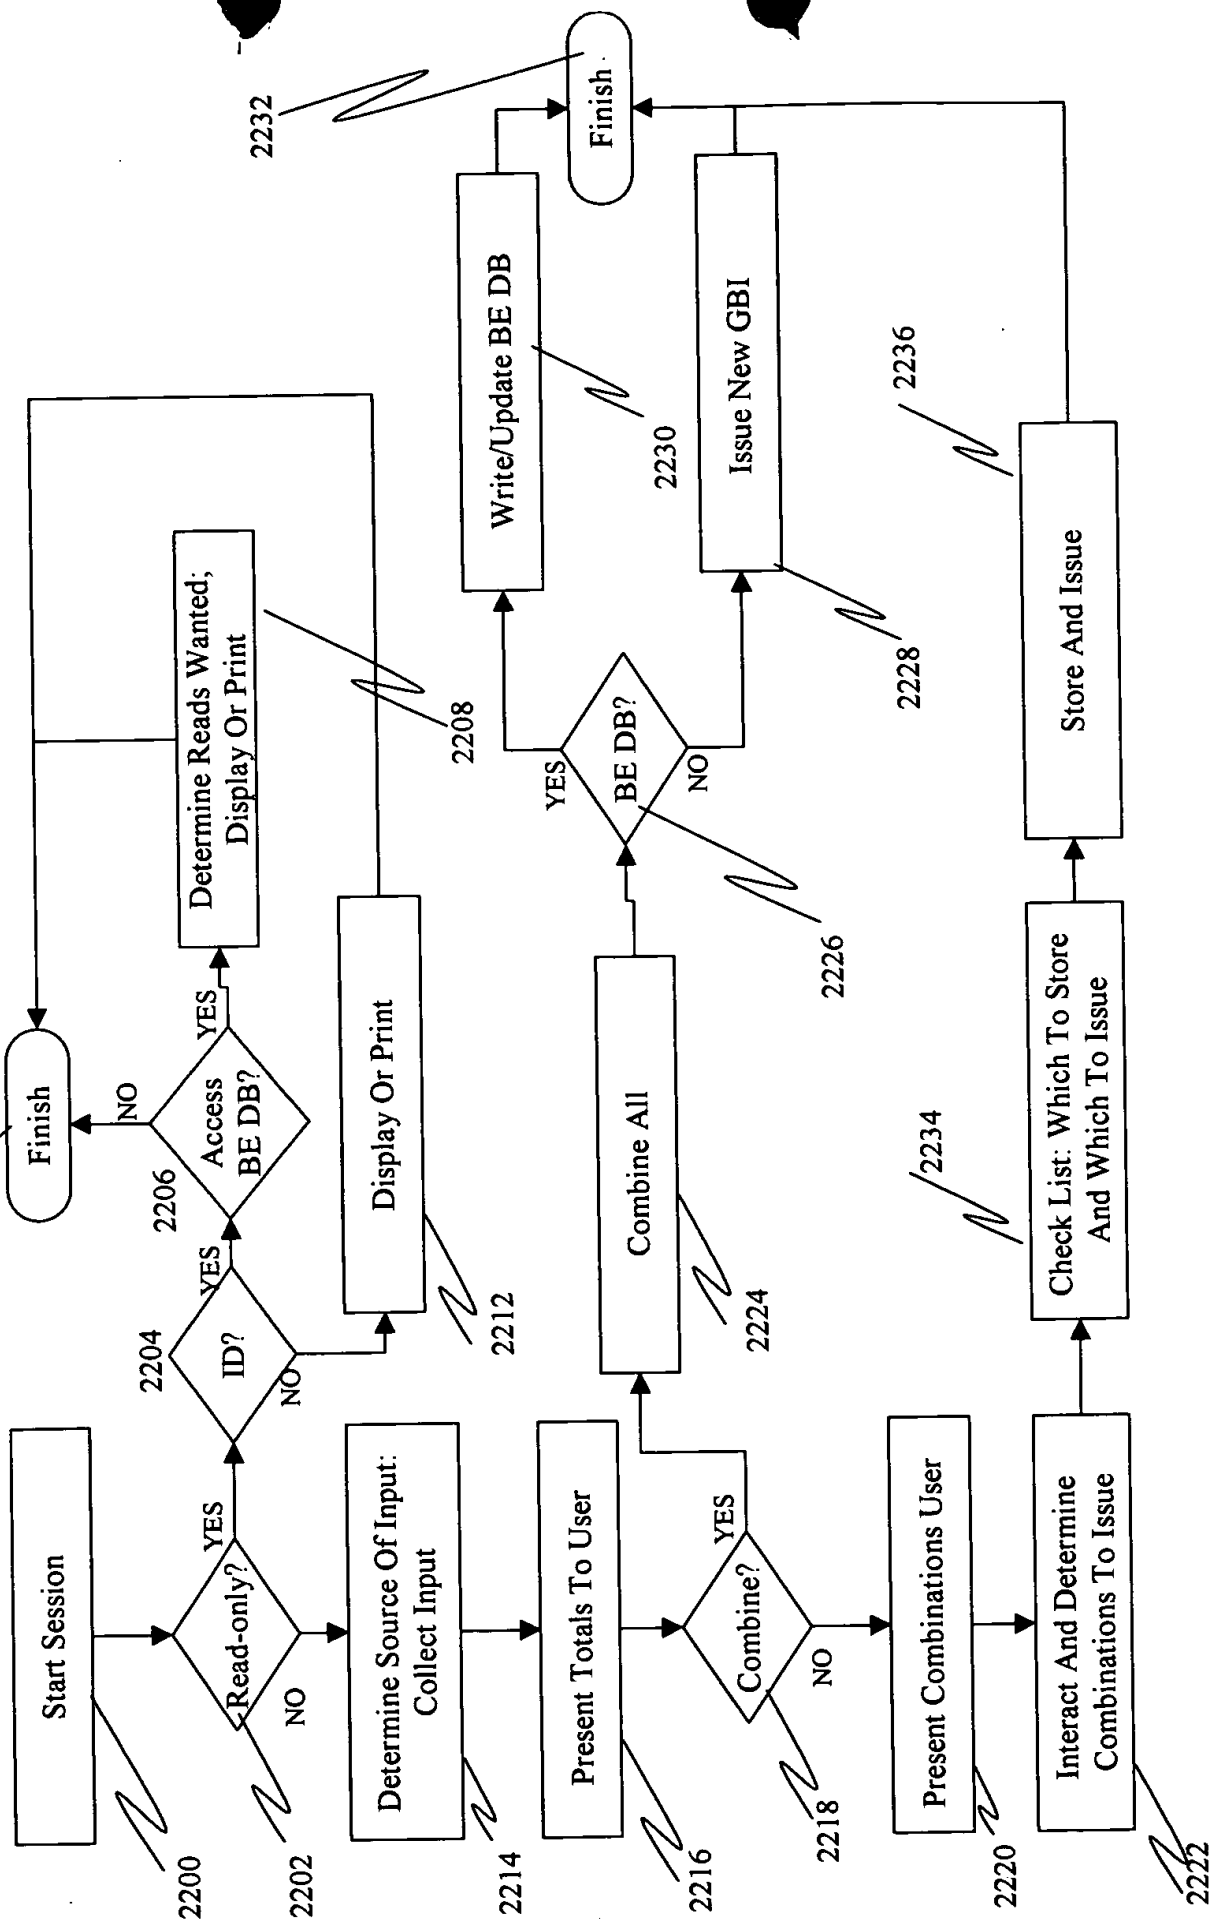 Start Session
2200
Read-only?
YES
NO
2202
ID?
YES
NO
2204
Access
BE DB?
YES
NO
2206
Finish
Determine Reads Wanted;
Display Or Print
2208
Display Or Print
2212
Determine Source Of Input:
Collect Input
2214
Present Totals To User
2216
Combine?
YES
NO
2218
Combine All
2224
BE DB?
YES
NO
2226
Write/Update BE DB
2230
Issue New GBI
2228
Finish
2232
Present Combinations User
2220
Interact And Determine
Combinations To Issue
2222
Check List: Which To Store
And Which To Issue
2234
Store And Issue
2236